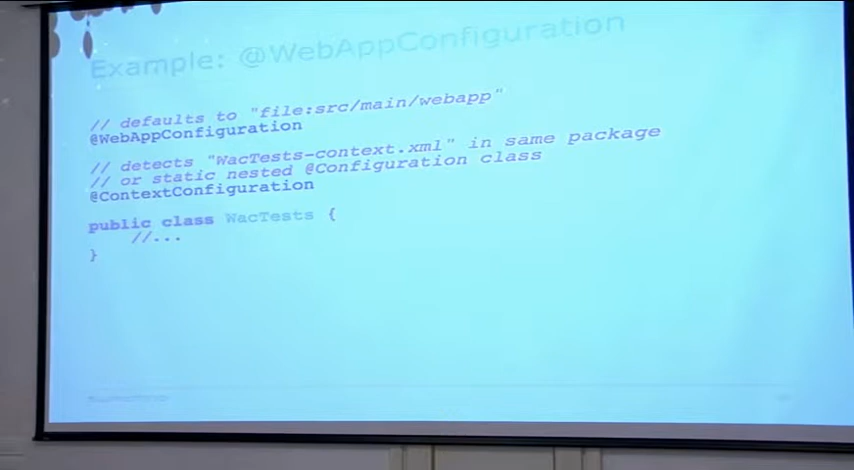 Example: @WebAppConfiguration
// defaults to "file:src/main/webapp"
@WebAppConfiguration
// detects "WacTests-context.xml" in same package
// or static nested @Configuration class
@ContextConfiguration
public class WacTests {
//...
}